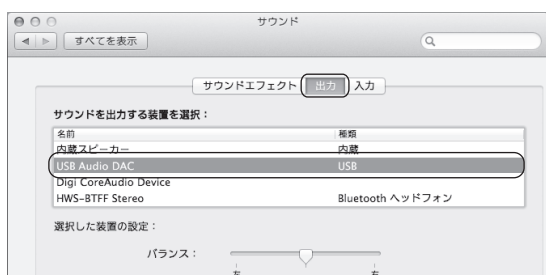 サウンド
すべてを表示
サウンドエフェクト 出力 入力
サウンドを出力する装置を選択：
名前 種類
内蔵スピーカー 内蔵
USB Audio DAC USB
Digi CoreAudio Device
HWS-BTFF Stereo Bluetooth ヘッドフォン
選択した装置の設定：
バランス：